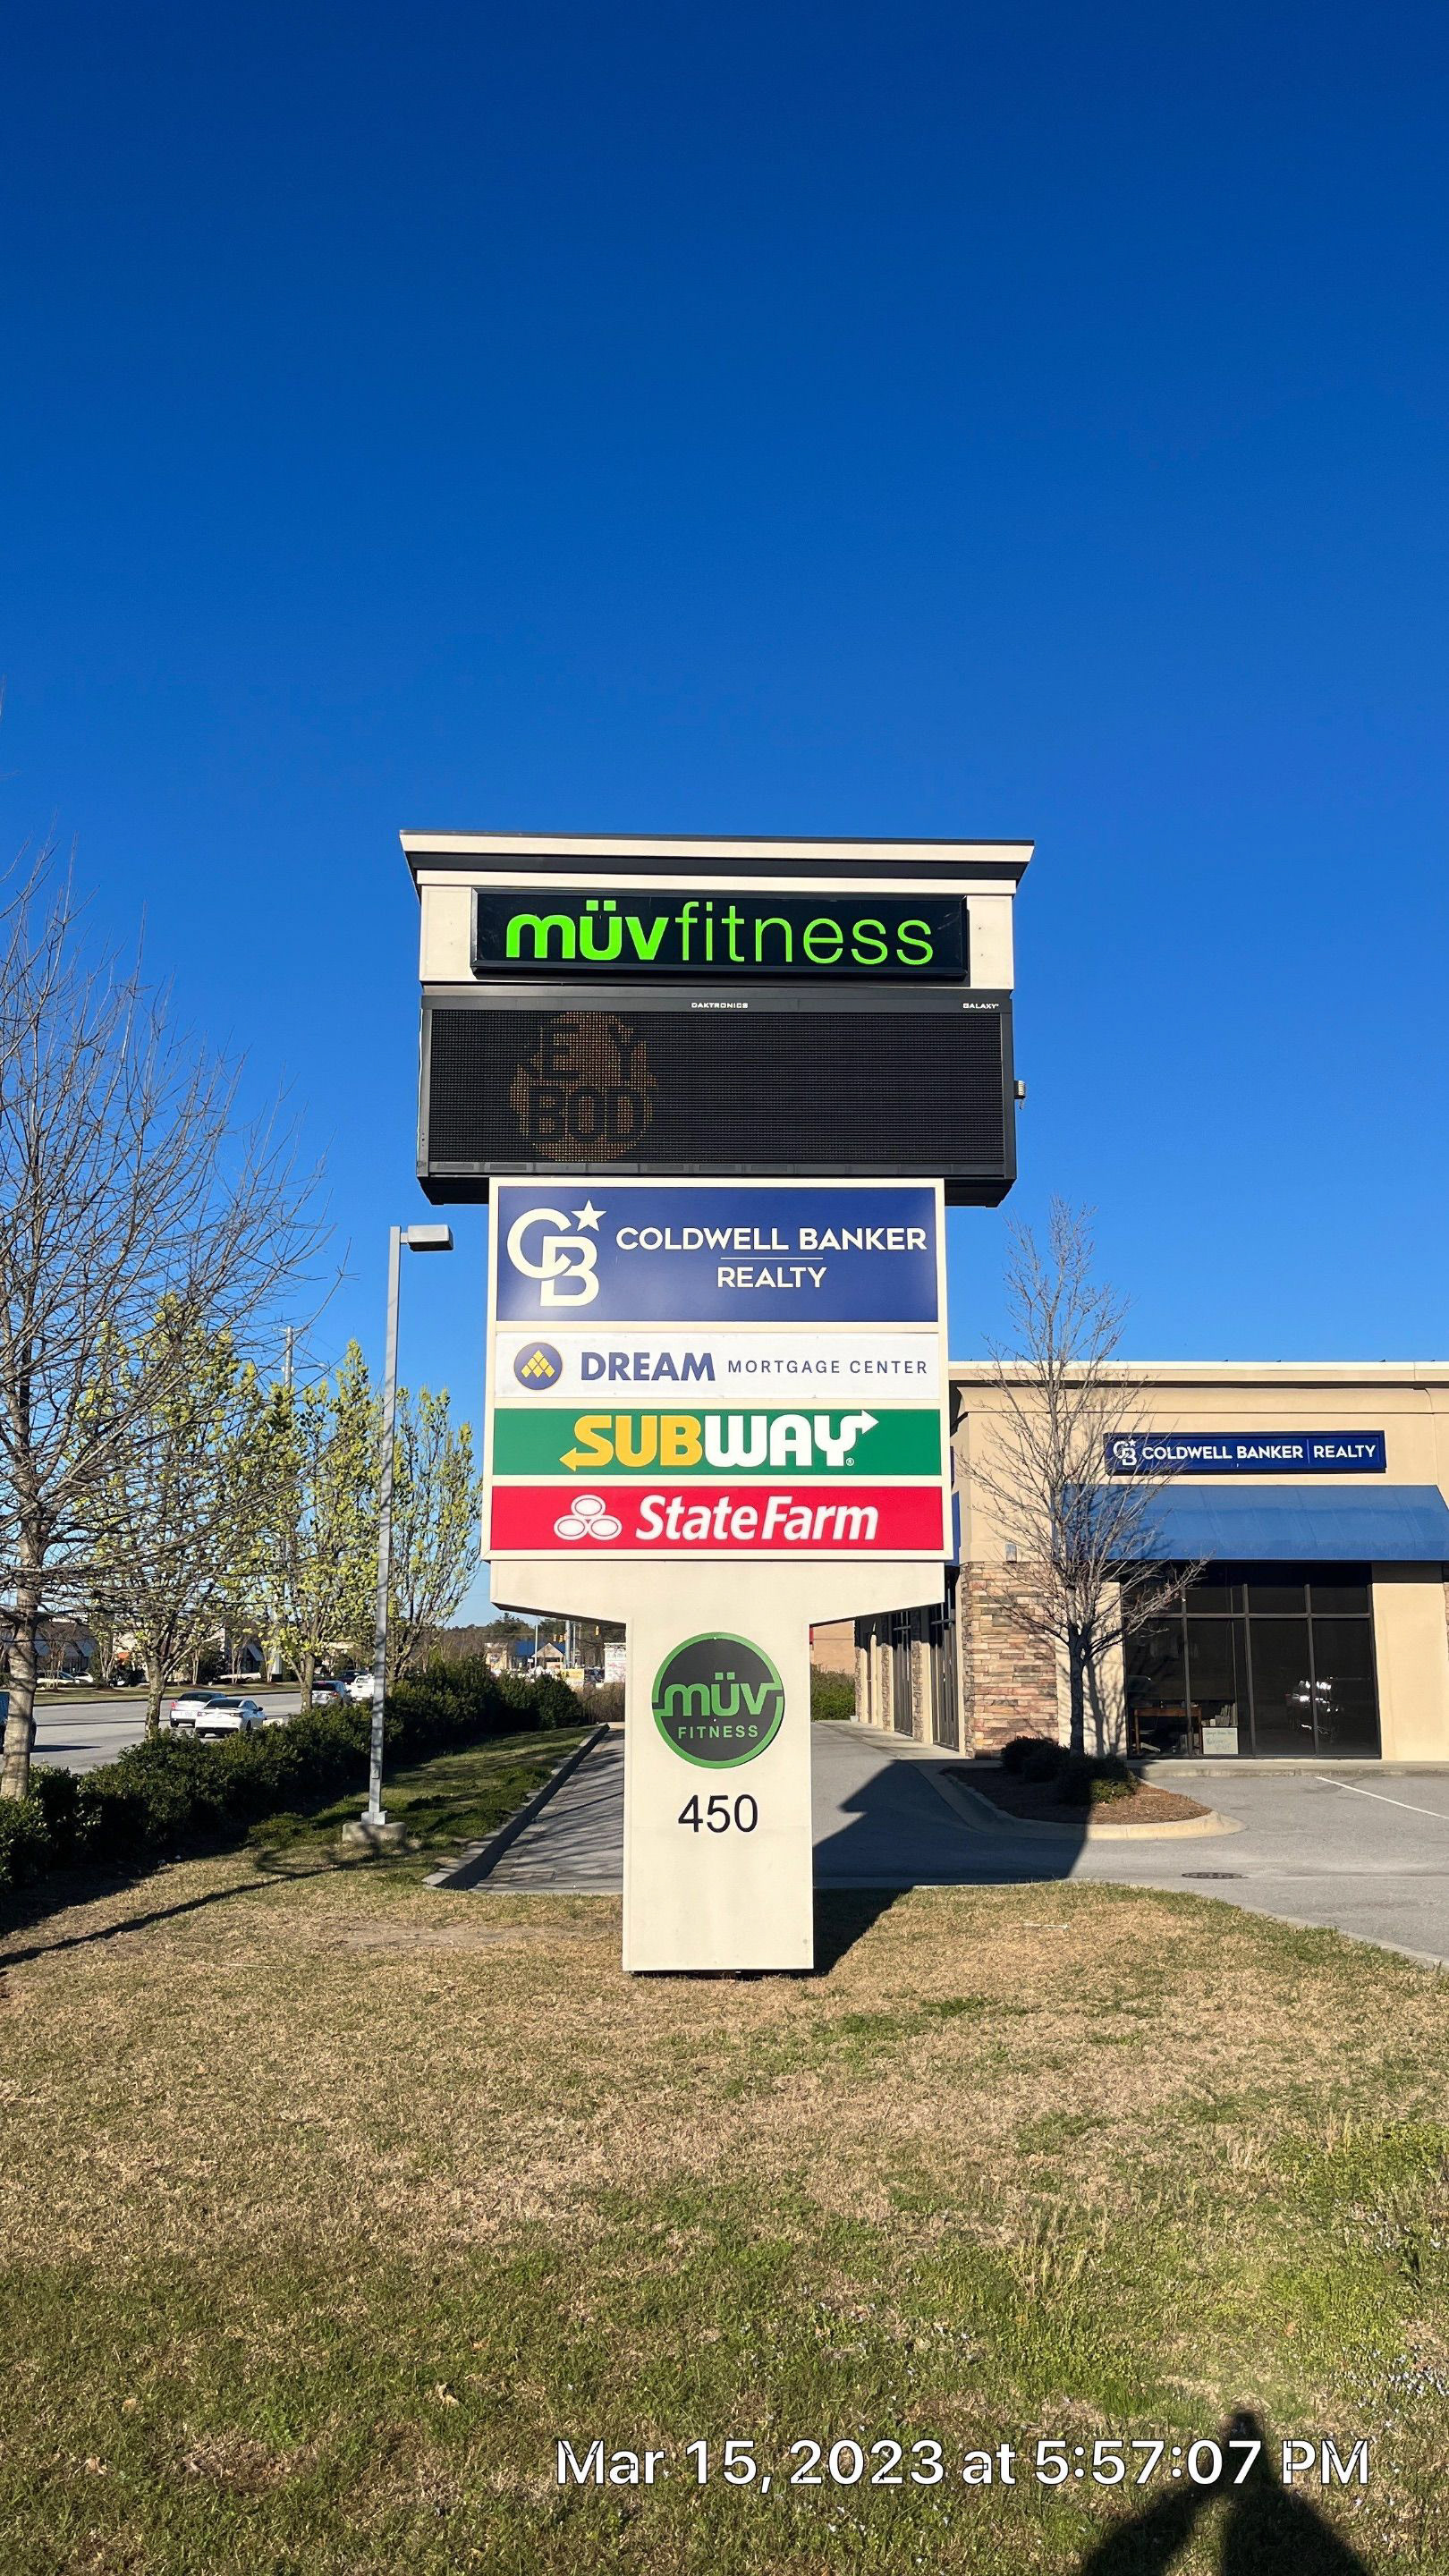 müvfitness
DAKTRONICS
GALAXY
BOD
CB
COLDWELL BANKER
REALTY
DREAM MORTGAGE CENTER
SUBWAY®
StateFarm
CB COLDWELL BANKER REALTY
müv
FITNESS
450
Mar 15, 2023 at 5:57:07 PM